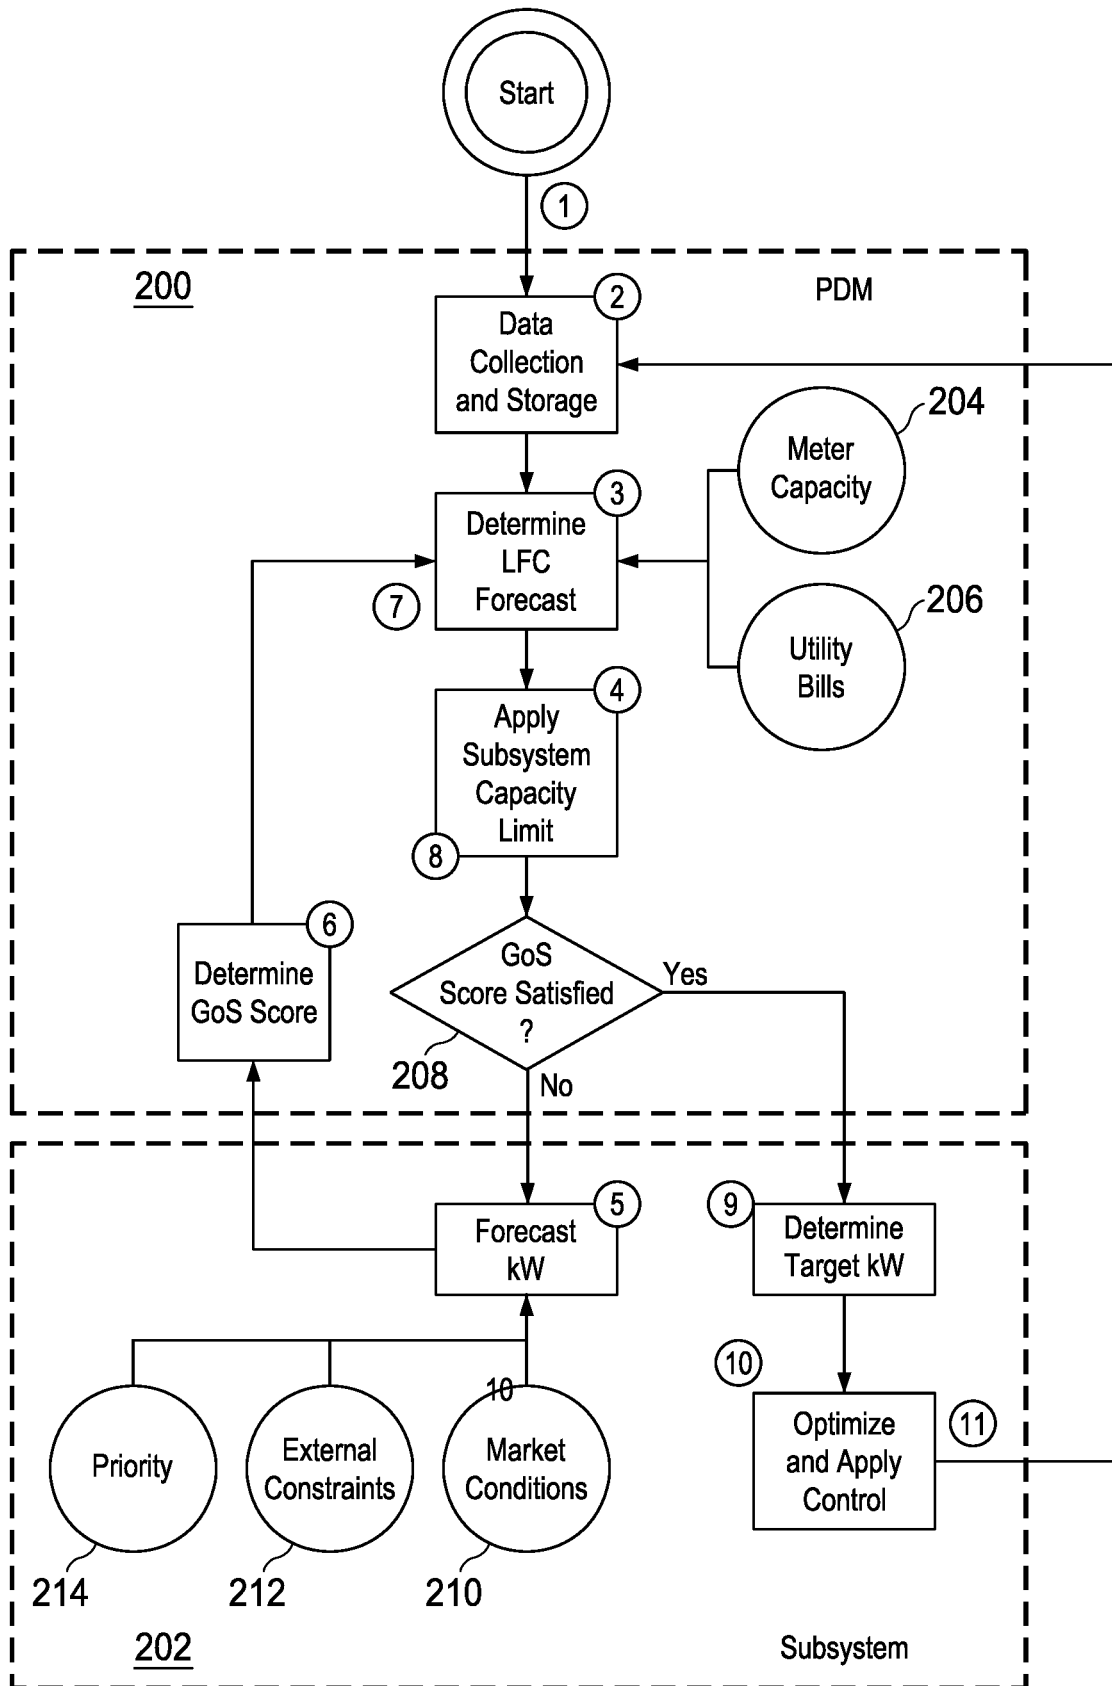 Start
1
200
PDM
2
Data
Collection
and Storage
204
Meter
Capacity
3
Determine
LFC
Forecast
7
206
Utility
Bills
4
Apply
Subsystem
Capacity
Limit
8
6
Determine
GoS Score
GoS
Score Satisfied
?
Yes
208
No
5
Forecast
kW
9
Determine
Target kW
10
10
Priority
External
Constraints
Market
Conditions
Optimize
and Apply
Control
11
214
212
210
202
Subsystem